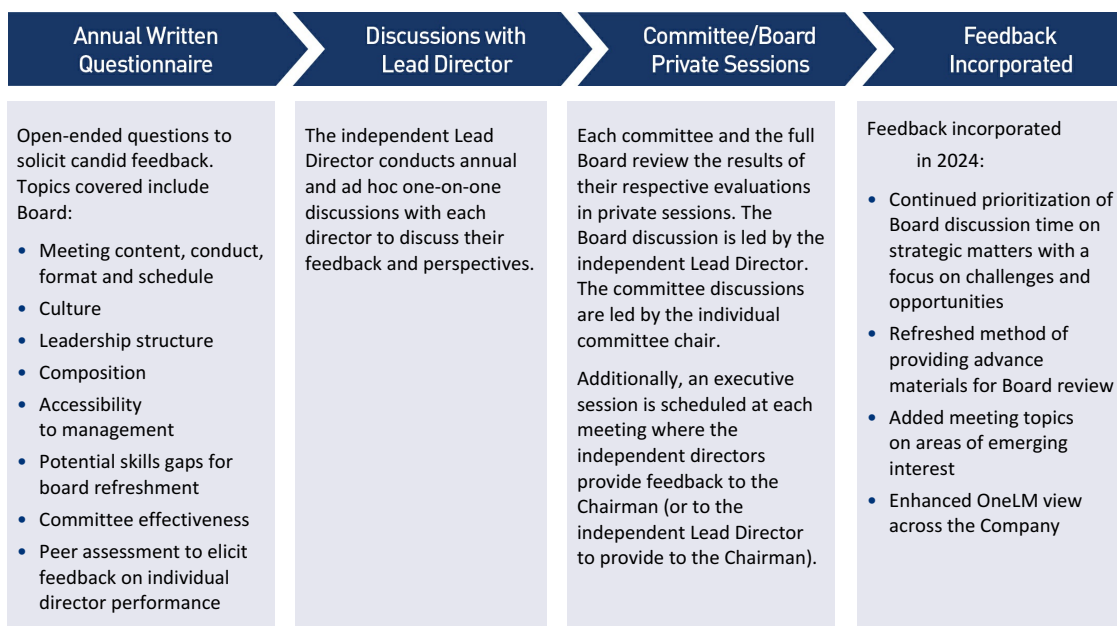 Annual Written
Questionnaire
Discussions with
Lead Director
Committee/Board
Private Sessions
Feedback
Incorporated
Open-ended questions to
solicit candid feedback.
Topics covered include
Board:
• Meeting content, conduct,
format and schedule
• Culture
• Leadership structure
• Composition
• Accessibility
to management
• Potential skills gaps for
board refreshment
• Committee effectiveness
• Peer assessment to elicit
feedback on individual
director performance
The independent Lead
Director conducts annual
and ad hoc one-on-one
discussions with each
director to discuss their
feedback and perspectives.
Each committee and the full
Board review the results of
their respective evaluations
in private sessions. The
Board discussion is led by the
independent Lead Director.
The committee discussions
are led by the individual
committee chair.
Additionally, an executive
session is scheduled at each
meeting where the
independent directors
provide feedback to the
Chairman (or to the
independent Lead Director
to provide to the Chairman).
Feedback incorporated
in 2024:
• Continued prioritization of
Board discussion time on
strategic matters with a
focus on challenges and
opportunities
• Refreshed method of
providing advance
materials for Board review
• Added meeting topics
on areas of emerging
interest
• Enhanced OneLM view
across the Company